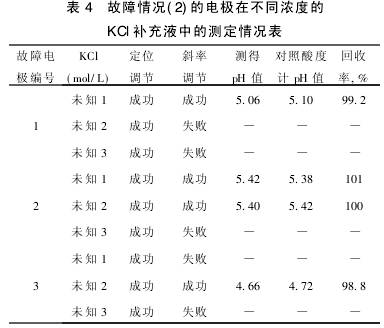 表 4 故障情况(2)的电极在不同浓度的
KCl 补充液中的测定情况表
故障电 KCl 定位 斜率 测得 对照酸度 回收
极编号 (mol/L) 调节 调节 pH 值 计 pH 值 率, %
未知 1 成功 成功 5.06 5.10 99.2
1 未知 2 成功 失败 — — —
未知 3 成功 失败 — — —
未知 1 成功 成功 5.42 5.38 101
2 未知 2 成功 成功 5.40 5.42 100
未知 3 成功 失败 — — —
未知 1 成功 失败 — — —
3 未知 2 成功 成功 4.66 4.72 98.8
未知 3 成功 失败 — — —